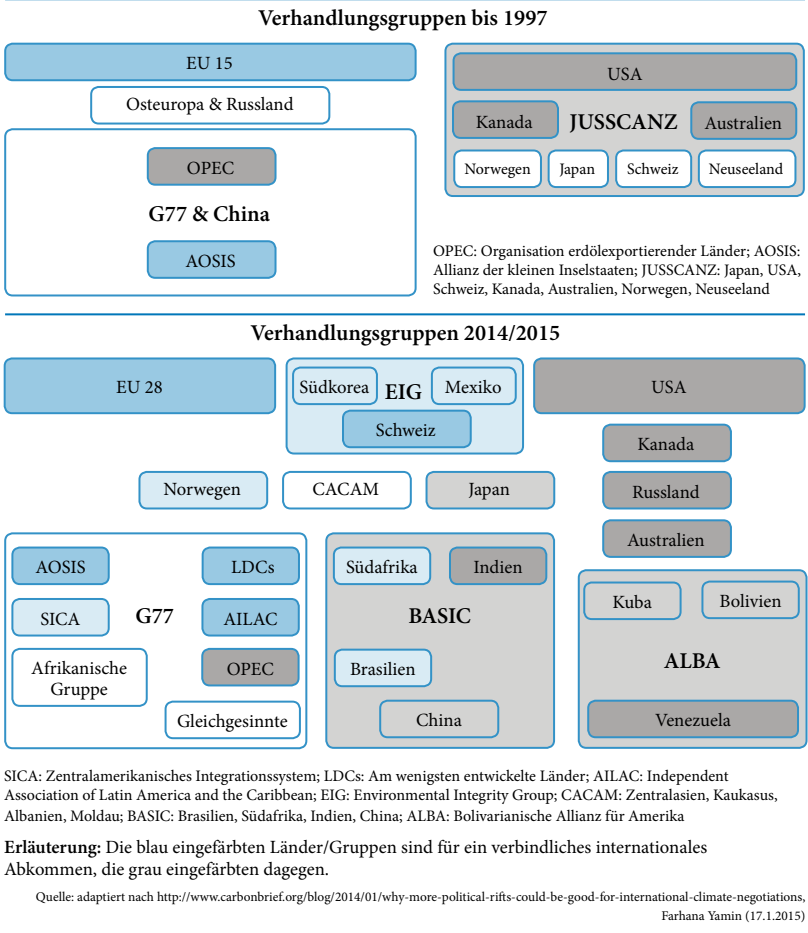 Verhandlungsgruppen bis 1997
EU 15
Osteuropa & Russland
OPEC
G77 & China
AOSIS
USA
Kanada
JUSSCANZ
Australien
Norwegen
Japan
Schweiz
Neuseeland
OPEC: Organisation erdölexportierender Länder; AOSIS:
Allianz der kleinen Inselstaaten; JUSSCANZ: Japan, USA,
Schweiz, Kanada, Australien, Norwegen, Neuseeland
Verhandlungsgruppen 2014/2015
EU 28
Südkorea
EIG
Mexiko
Schweiz
USA
Kanada
Russland
Australien
Norwegen
CACAM
Japan
AOSIS
LDCs
SICA
G77
AILAC
Afrikanische
Gruppe
OPEC
Gleichgesinnte
Südafrika
Indien
BASIC
Brasilien
China
Kuba
Bolivien
ALBA
Venezuela
SICA: Zentralamerikanisches Integrationssystem; LDCs: Am wenigsten entwickelte Länder; AILAC: Independent
Association of Latin America and the Caribbean; EIG: Environmental Integrity Group; CACAM: Zentralasien, Kaukasus,
Albanien, Moldau; BASIC: Brasilien, Südafrika, Indien, China; ALBA: Bolivarianische Allianz für Amerika
Erläuterung: Die blau eingefärbten Länder/Gruppen sind für ein verbindliches internationales
Abkommen, die grau eingefärbten dagegen.
Quelle: adaptiert nach http://www.carbonbrief.org/blog/2014/01/why-more-political-rifts-could-be-good-for-international-climate-negotiations,
Farhana Yamin (17.1.2015)